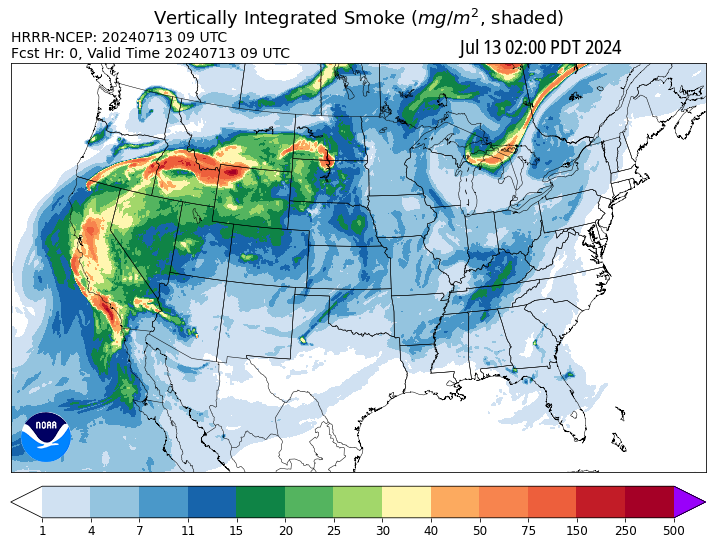 Vertically Integrated Smoke (mg/m², shaded)
HRRR-NCEP: 20240713 09 UTC
Fcst Hr: 0, Valid Time 20240713 09 UTC
Jul 13 02:00 PDT 2024
NOAA
1 4 7 11 15 20 25 30 40 50 75 150 250 500